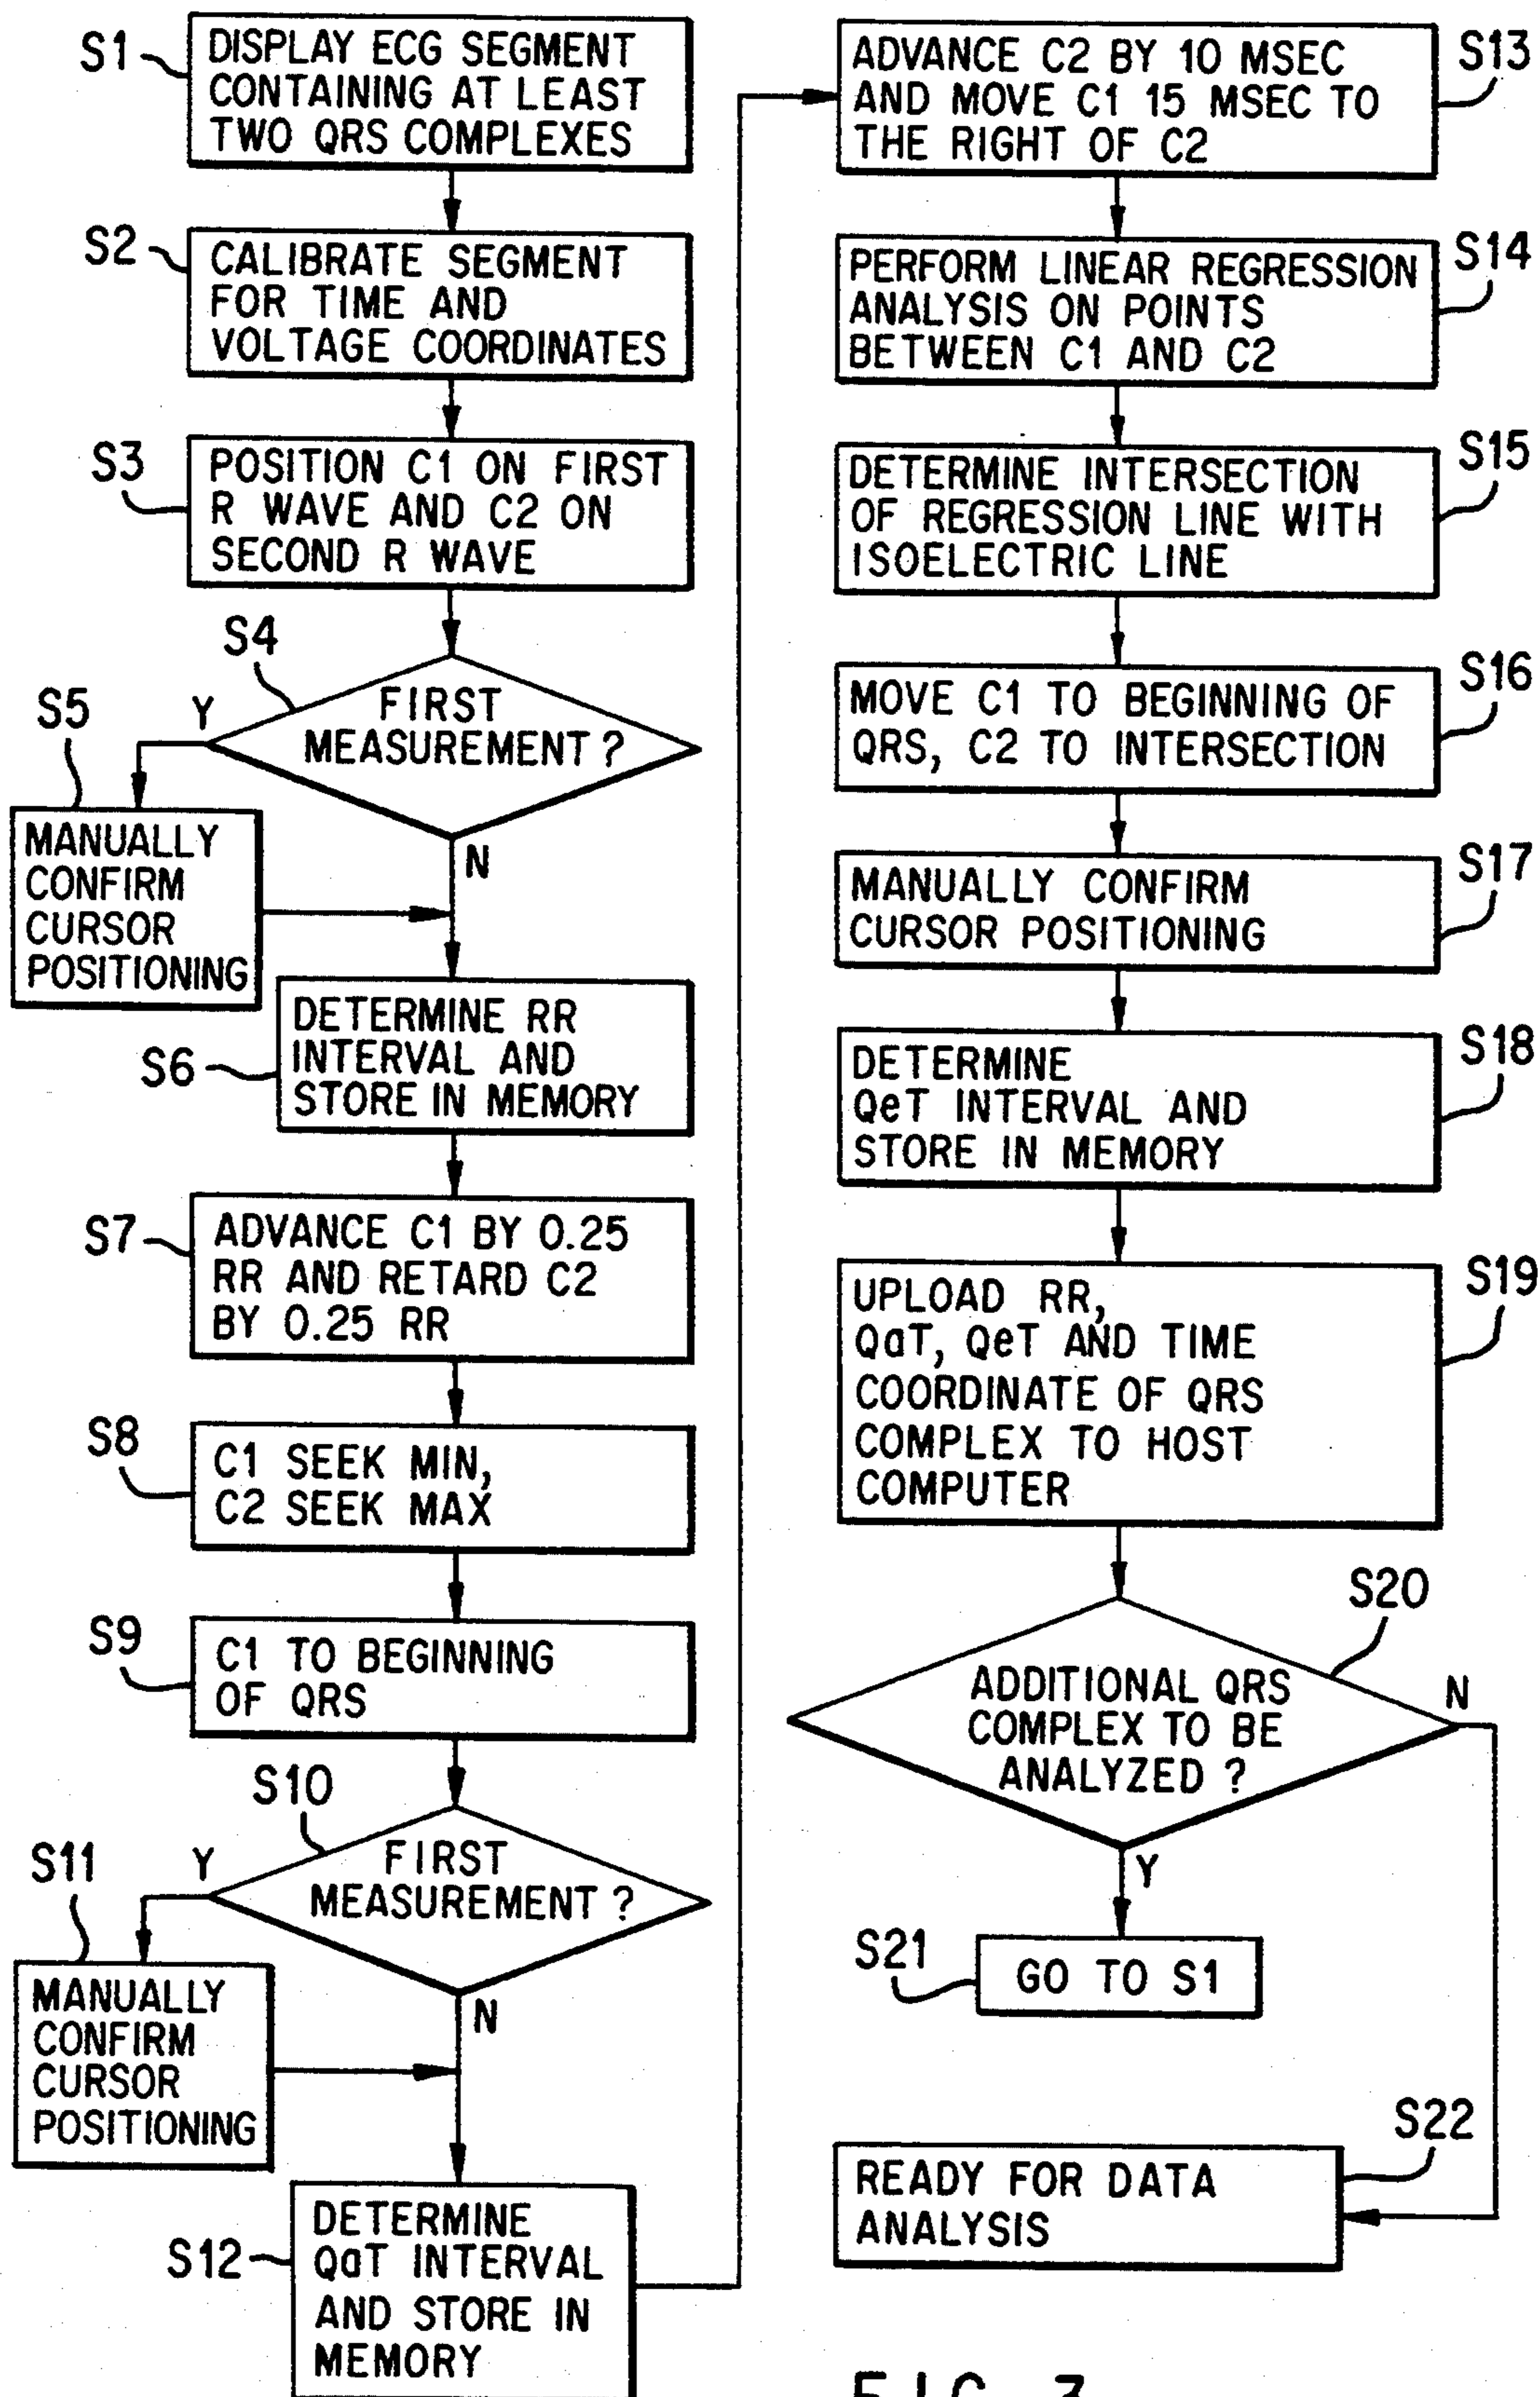 S1
DISPLAY ECG SEGMENT
CONTAINING AT LEAST
TWO QRS COMPLEXES
S2
CALIBRATE SEGMENT
FOR TIME AND
VOLTAGE COORDINATES
S3
POSITION C1 ON FIRST
R WAVE AND C2 ON
SECOND R WAVE
S4
FIRST
MEASUREMENT ?
Y
N
S5
MANUALLY
CONFIRM
CURSOR
POSITIONING
S6
DETERMINE RR
INTERVAL AND
STORE IN MEMORY
S7
ADVANCE C1 BY 0.25
RR AND RETARD C2
BY 0.25 RR
S8
C1 SEEK MIN,
C2 SEEK MAX
S9
C1 TO BEGINNING
OF QRS
S10
FIRST
MEASUREMENT ?
Y
N
S11
MANUALLY
CONFIRM
CURSOR
POSITIONING
S12
DETERMINE
QaT INTERVAL
AND STORE IN
MEMORY
S13
ADVANCE C2 BY 10 MSEC
AND MOVE C1 15 MSEC TO
THE RIGHT OF C2
S14
PERFORM LINEAR REGRESSION
ANALYSIS ON POINTS
BETWEEN C1 AND C2
S15
DETERMINE INTERSECTION
OF REGRESSION LINE WITH
ISOELECTRIC LINE
S16
MOVE C1 TO BEGINNING OF
QRS, C2 TO INTERSECTION
S17
MANUALLY CONFIRM
CURSOR POSITIONING
S18
DETERMINE
QeT INTERVAL AND
STORE IN MEMORY
S19
UPLOAD RR,
QaT, QeT AND TIME
COORDINATE OF QRS
COMPLEX TO HOST
COMPUTER
S20
ADDITIONAL QRS
COMPLEX TO BE
ANALYZED ?
N
Y
S21
GO TO S1
S22
READY FOR DATA
ANALYSIS